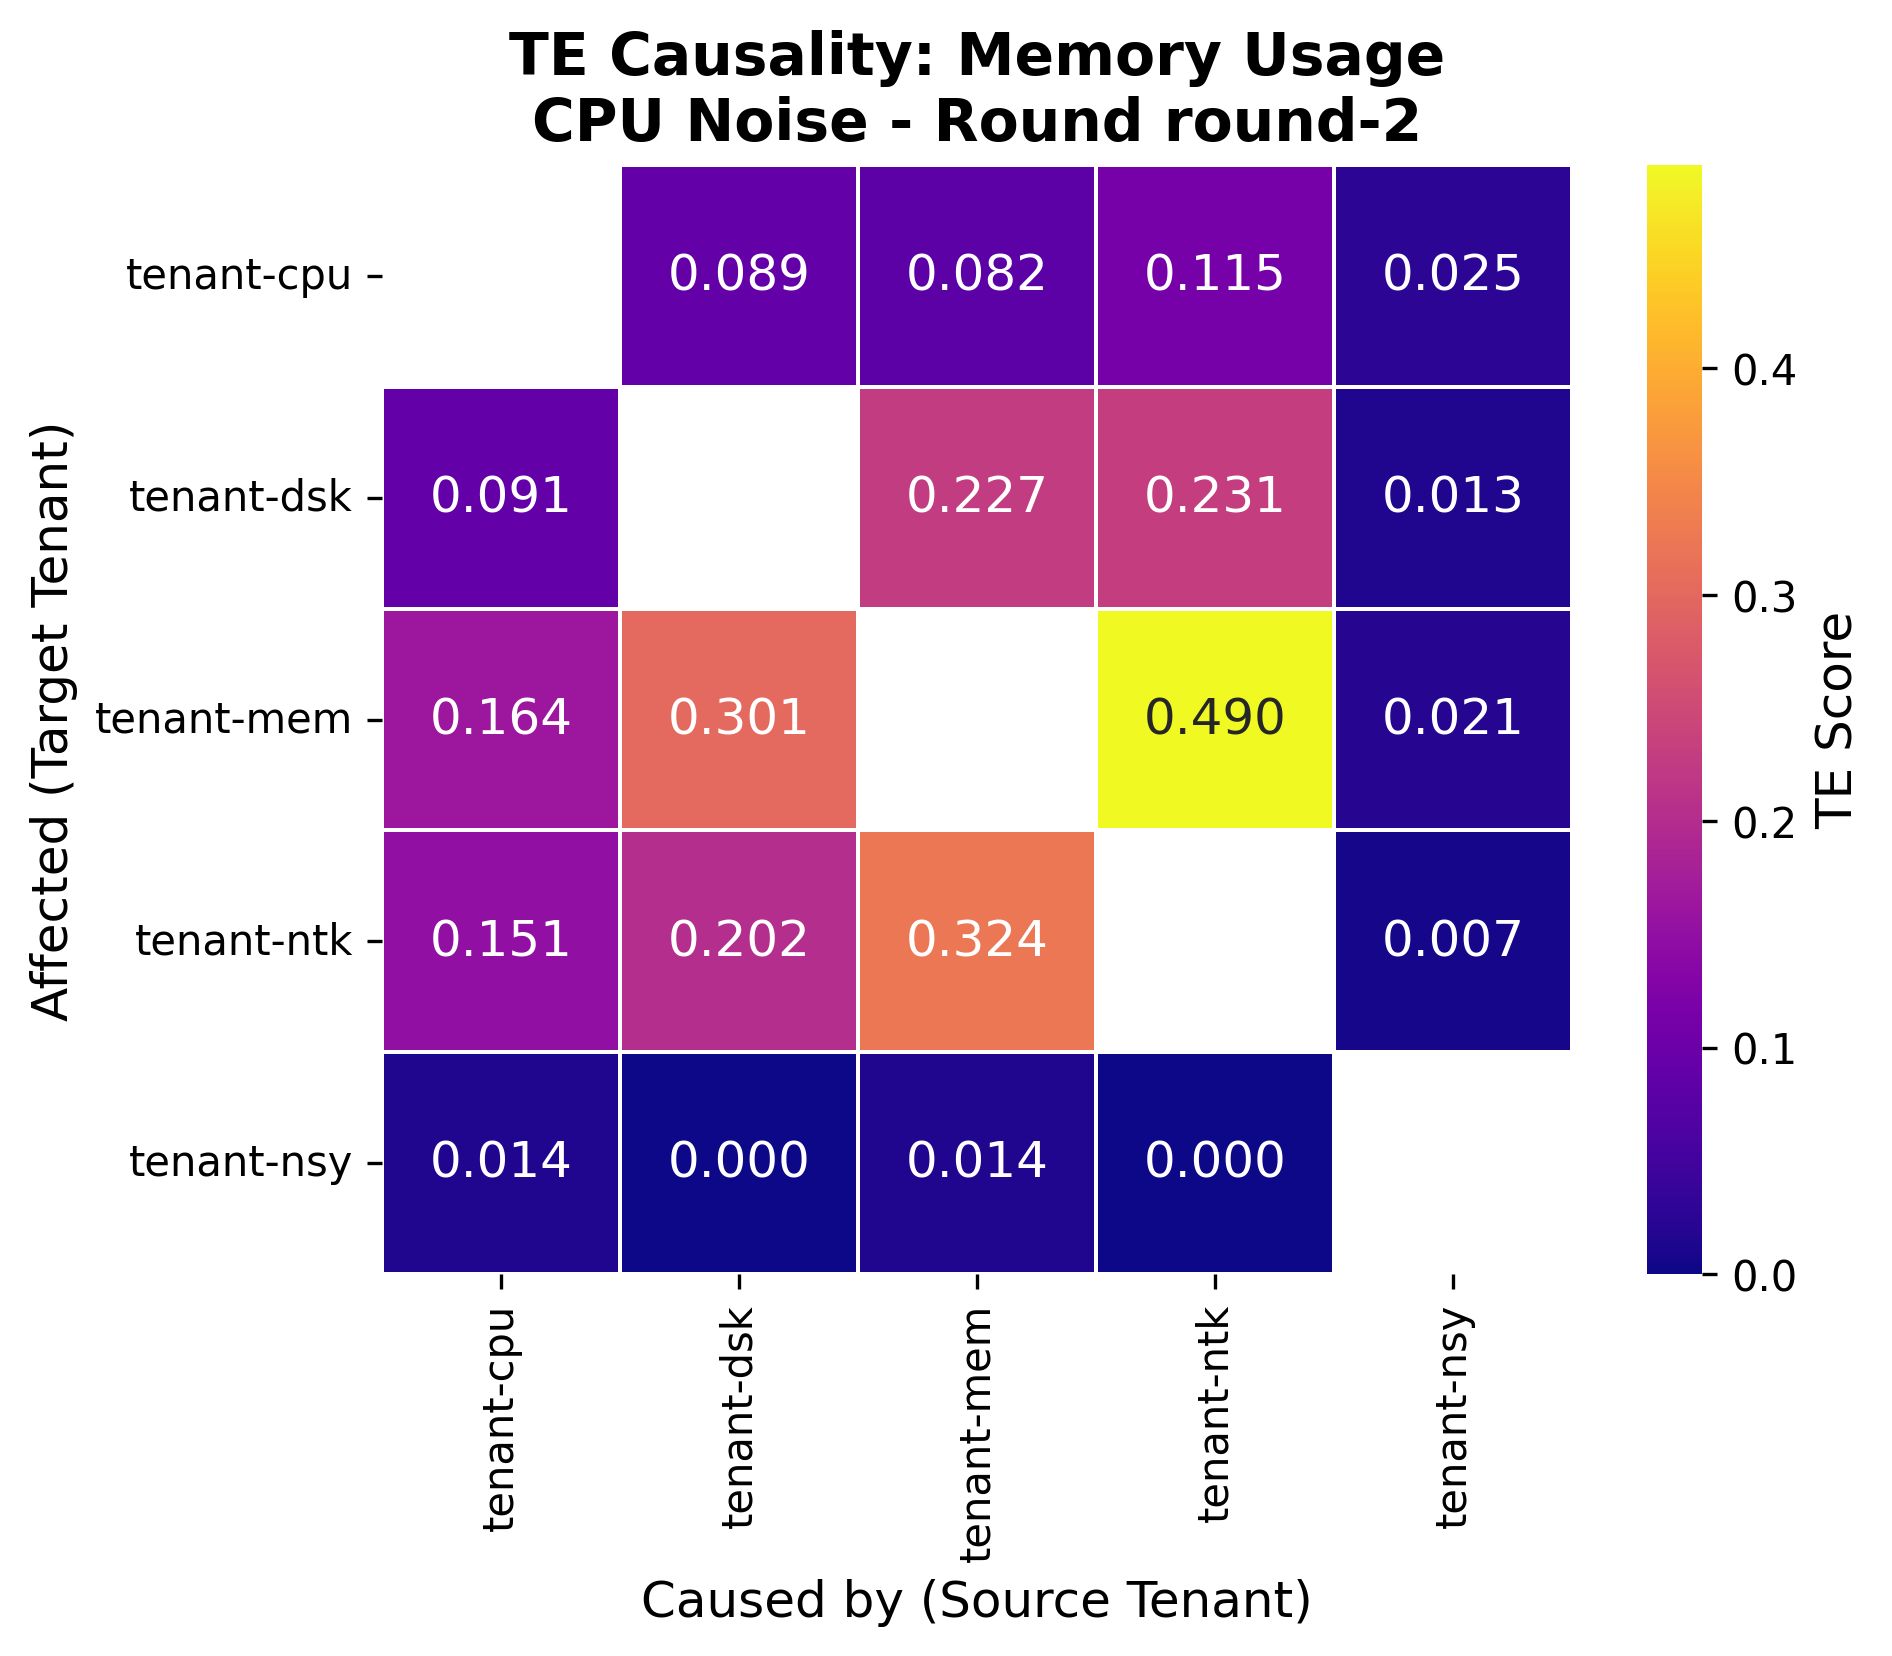 TE Causality: Memory Usage
CPU Noise - Round round-2
Affected (Target Tenant)
tenant-cpu 0.089 0.082 0.115 0.025
tenant-dsk 0.091 0.227 0.231 0.013
tenant-mem 0.164 0.301 0.490 0.021
tenant-ntk 0.151 0.202 0.324 0.007
tenant-nsy 0.014 0.000 0.014 0.000
tenant-cpu
tenant-dsk
tenant-mem
tenant-ntk
tenant-nsy
Caused by (Source Tenant)
0.4
0.3
0.2
0.1
0.0
TE Score